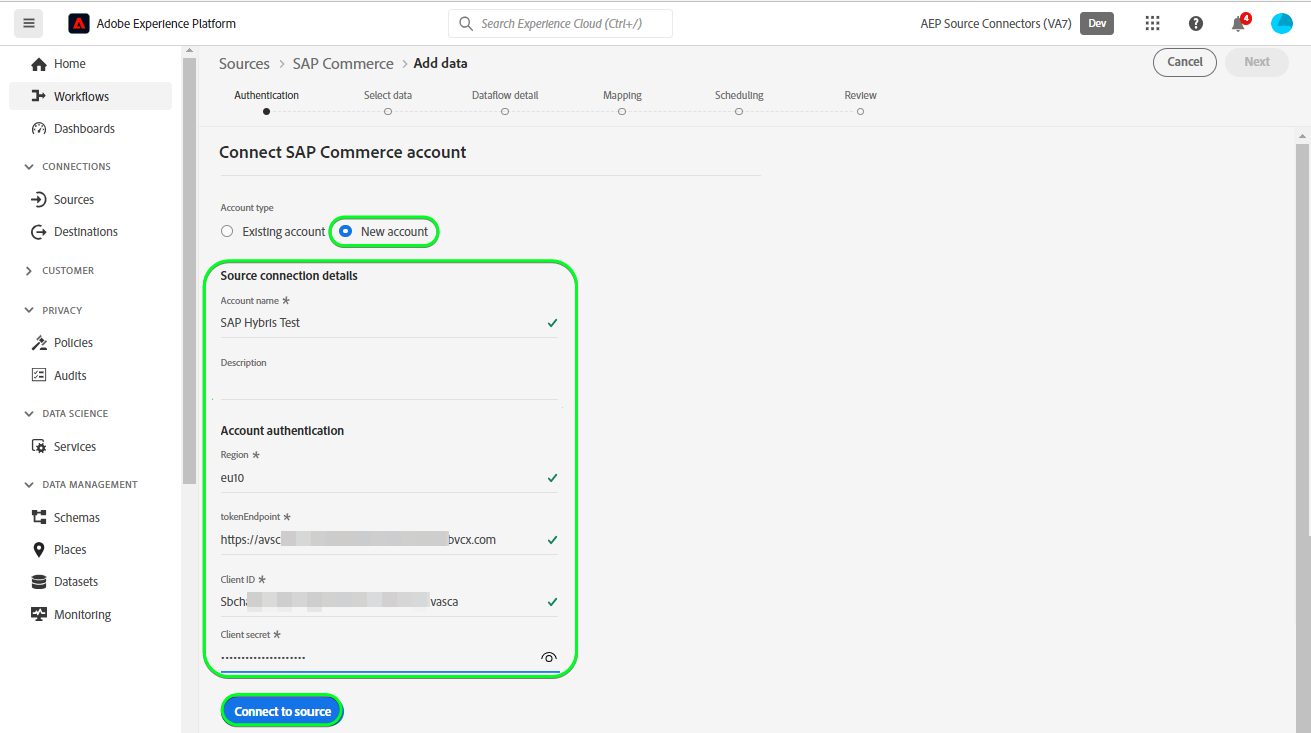 Adobe Experience Platform
Search Experience Cloud (Ctrl+/)
AEP Source Connectors (VA7) Dev
4
Home
Workflows
Dashboards
CONNECTIONS
Sources
Destinations
CUSTOMER
PRIVACY
Policies
Audits
DATA SCIENCE
Services
DATA MANAGEMENT
Schemas
Places
Datasets
Monitoring
Sources > SAP Commerce > Add data
Cancel Next
Authentication Select data Dataflow detail Mapping Scheduling Review
Connect SAP Commerce account
Account type
Existing account New account
Source connection details
Account name *
SAP Hybris Test
Description
Account authentication
Region *
eu10
tokenEndpoint *
https://avsc bvcx.com
Client ID *
Sbcha vasca
Client secret *
•••••••••••••••••••••
Connect to source